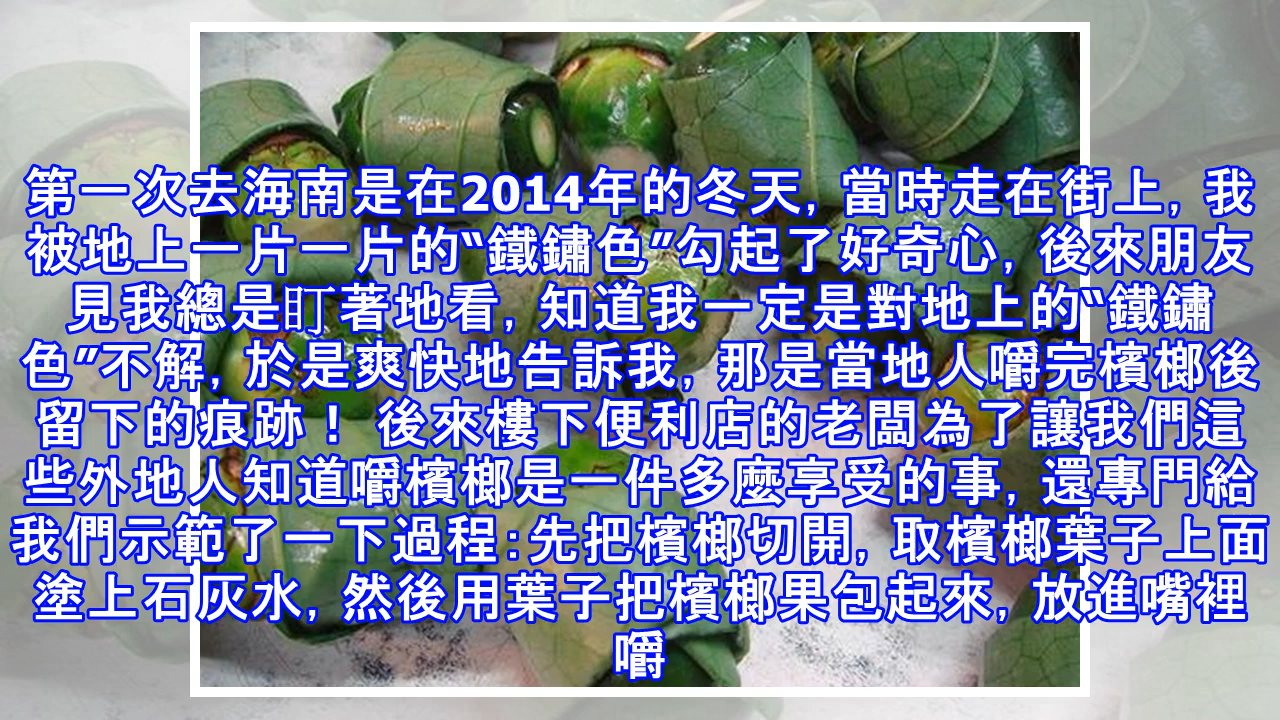 第一次去海南是在2014年的冬天, 當時走在街上, 我
被地上一片一片的“鐵鏽色”勾起了好奇心, 後來朋友
見我總是盯著地看, 知道我一定是對地上的“鐵鏽
色”不解, 於是爽快地告訴我, 那是當地人嚼完檳榔後
留下的痕跡！ 後來樓下便利店的老闆為了讓我們這
些外地人知道嚼檳榔是一件多麼享受的事, 還專門給
我們示範了一下過程:先把檳榔切開, 取檳榔葉子上面
塗上石灰水, 然後用葉子把檳榔果包起來, 放進嘴裡
嚼